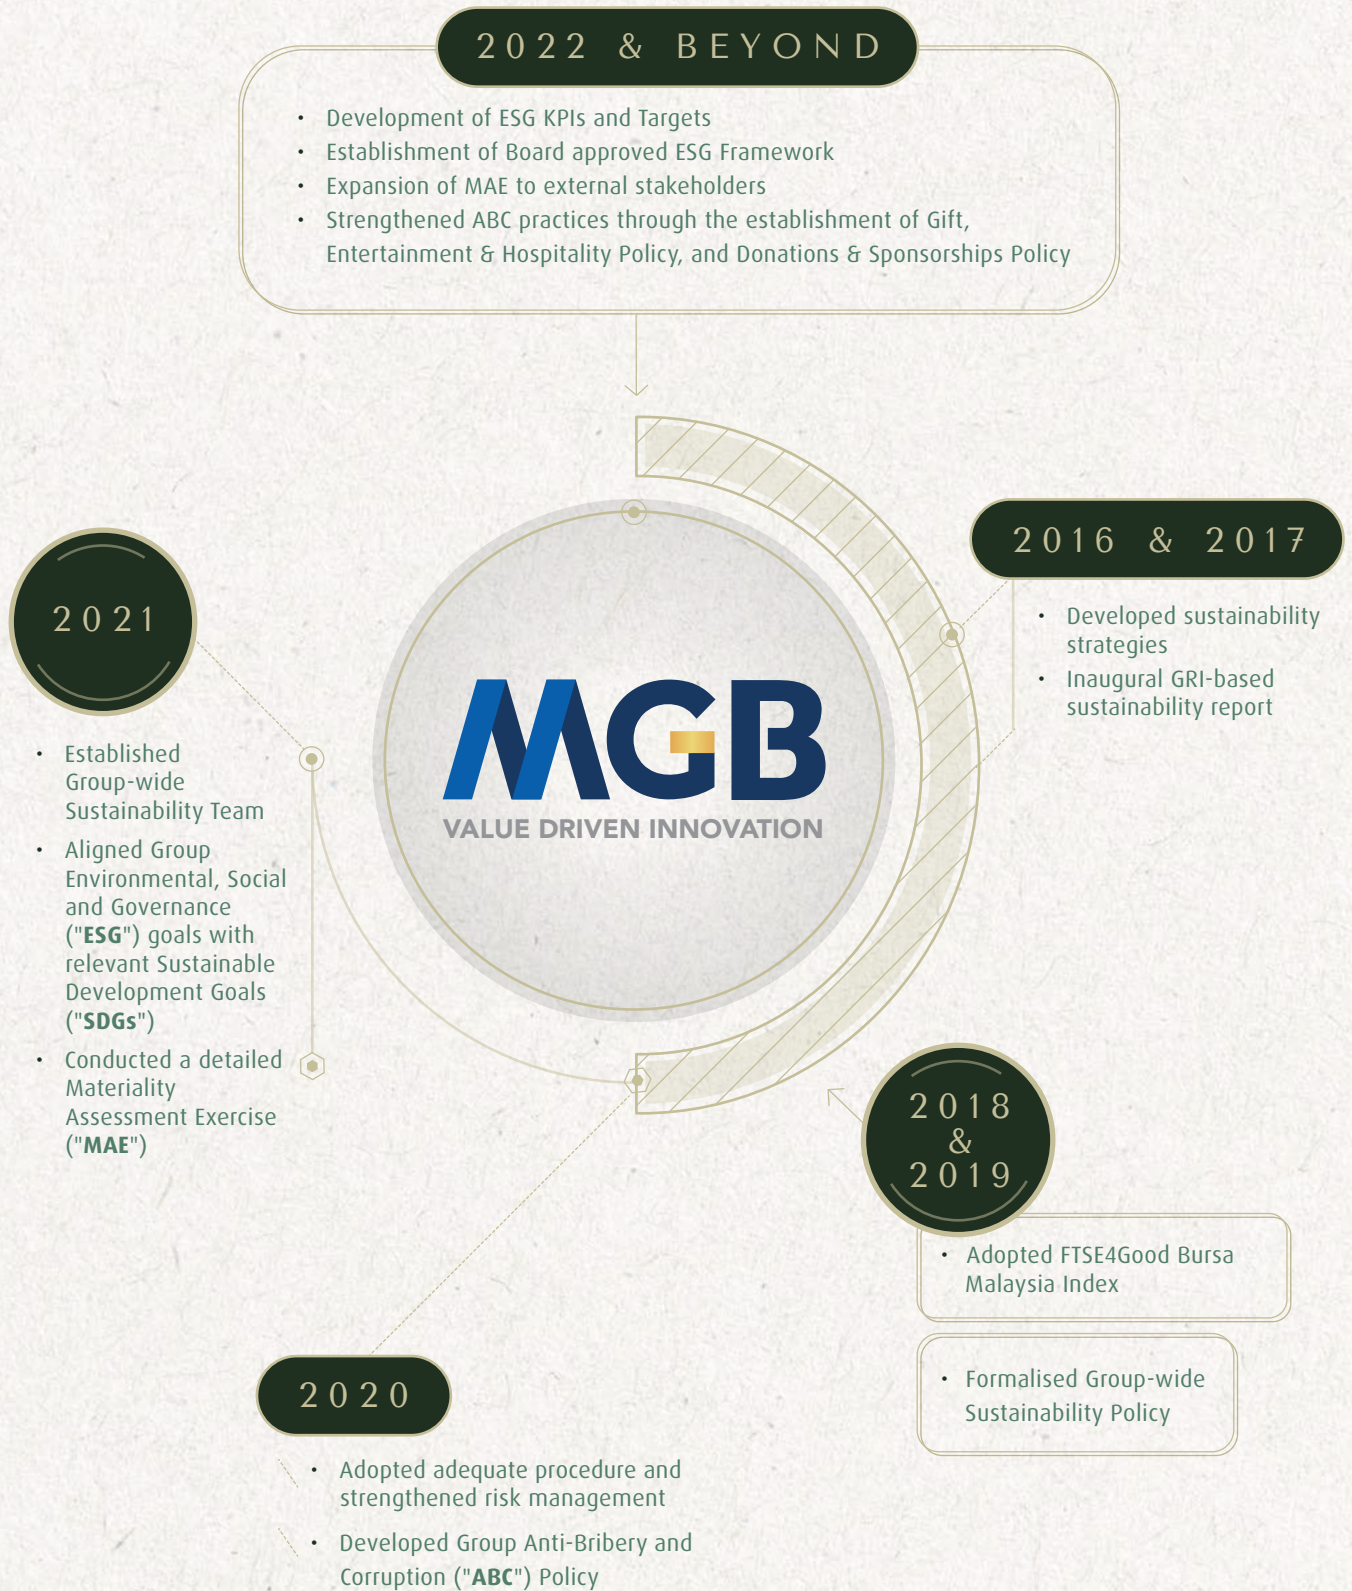 2022 & BEYOND
• Development of ESG KPIs and Targets
• Establishment of Board approved ESG Framework
• Expansion of MAE to external stakeholders
• Strengthened ABC practices through the establishment of Gift,
Entertainment & Hospitality Policy, and Donations & Sponsorships Policy
2016 & 2017
• Developed sustainability
strategies
• Inaugural GRI-based
sustainability report
MGB
VALUE DRIVEN INNOVATION
2021
• Established
Group-wide
Sustainability Team
• Aligned Group
Environmental, Social
and Governance
("ESG") goals with
relevant Sustainable
Development Goals
("SDGs")
• Conducted a detailed
Materiality
Assessment Exercise
("MAE")
2018
&
2019
• Adopted FTSE4Good Bursa
Malaysia Index
• Formalised Group-wide
Sustainability Policy
2020
• Adopted adequate procedure and
strengthened risk management
• Developed Group Anti-Bribery and
Corruption ("ABC") Policy